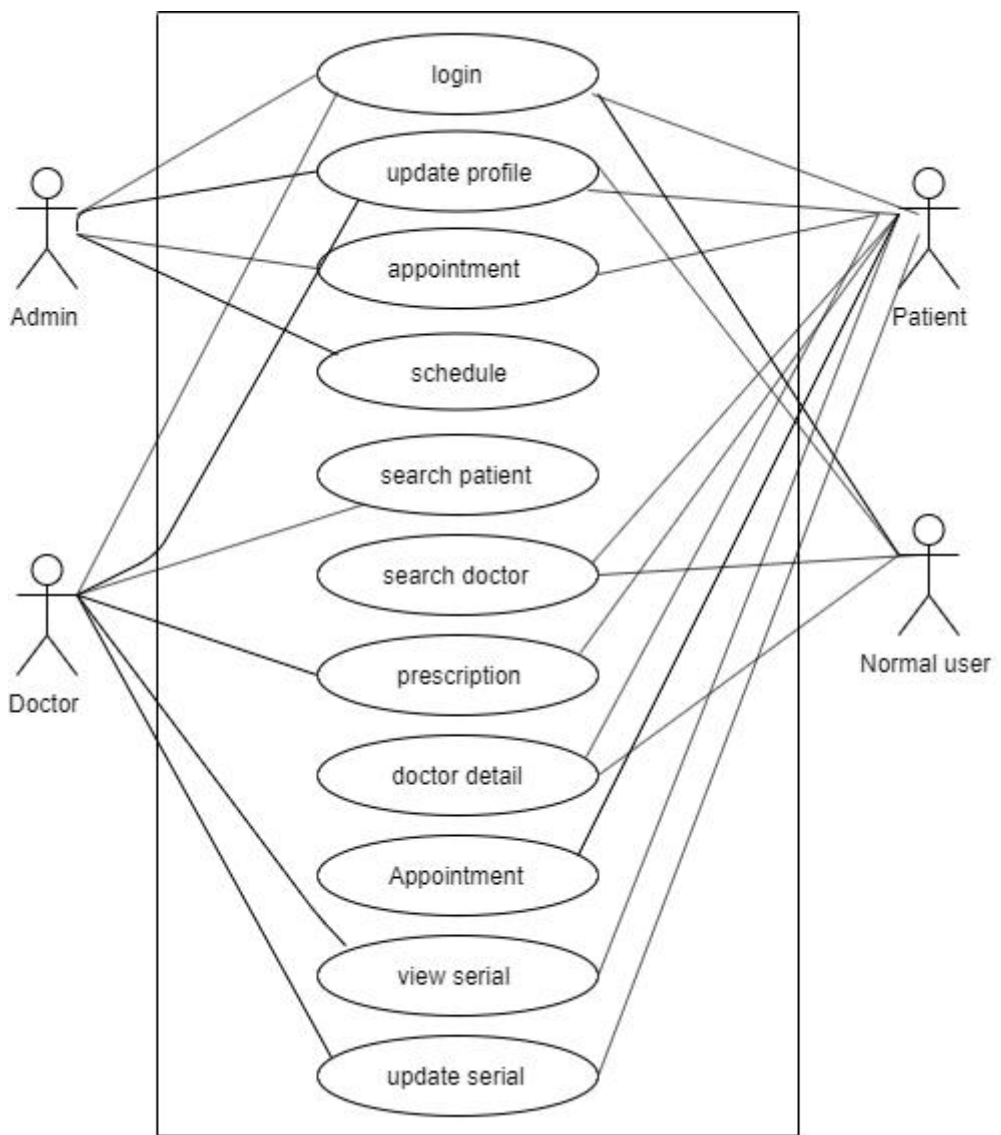 login
update profile
appointment
Admin
Patient
schedule
search patient
search doctor
prescription
Normal user
Doctor
doctor detail
Appointment
view serial
update serial